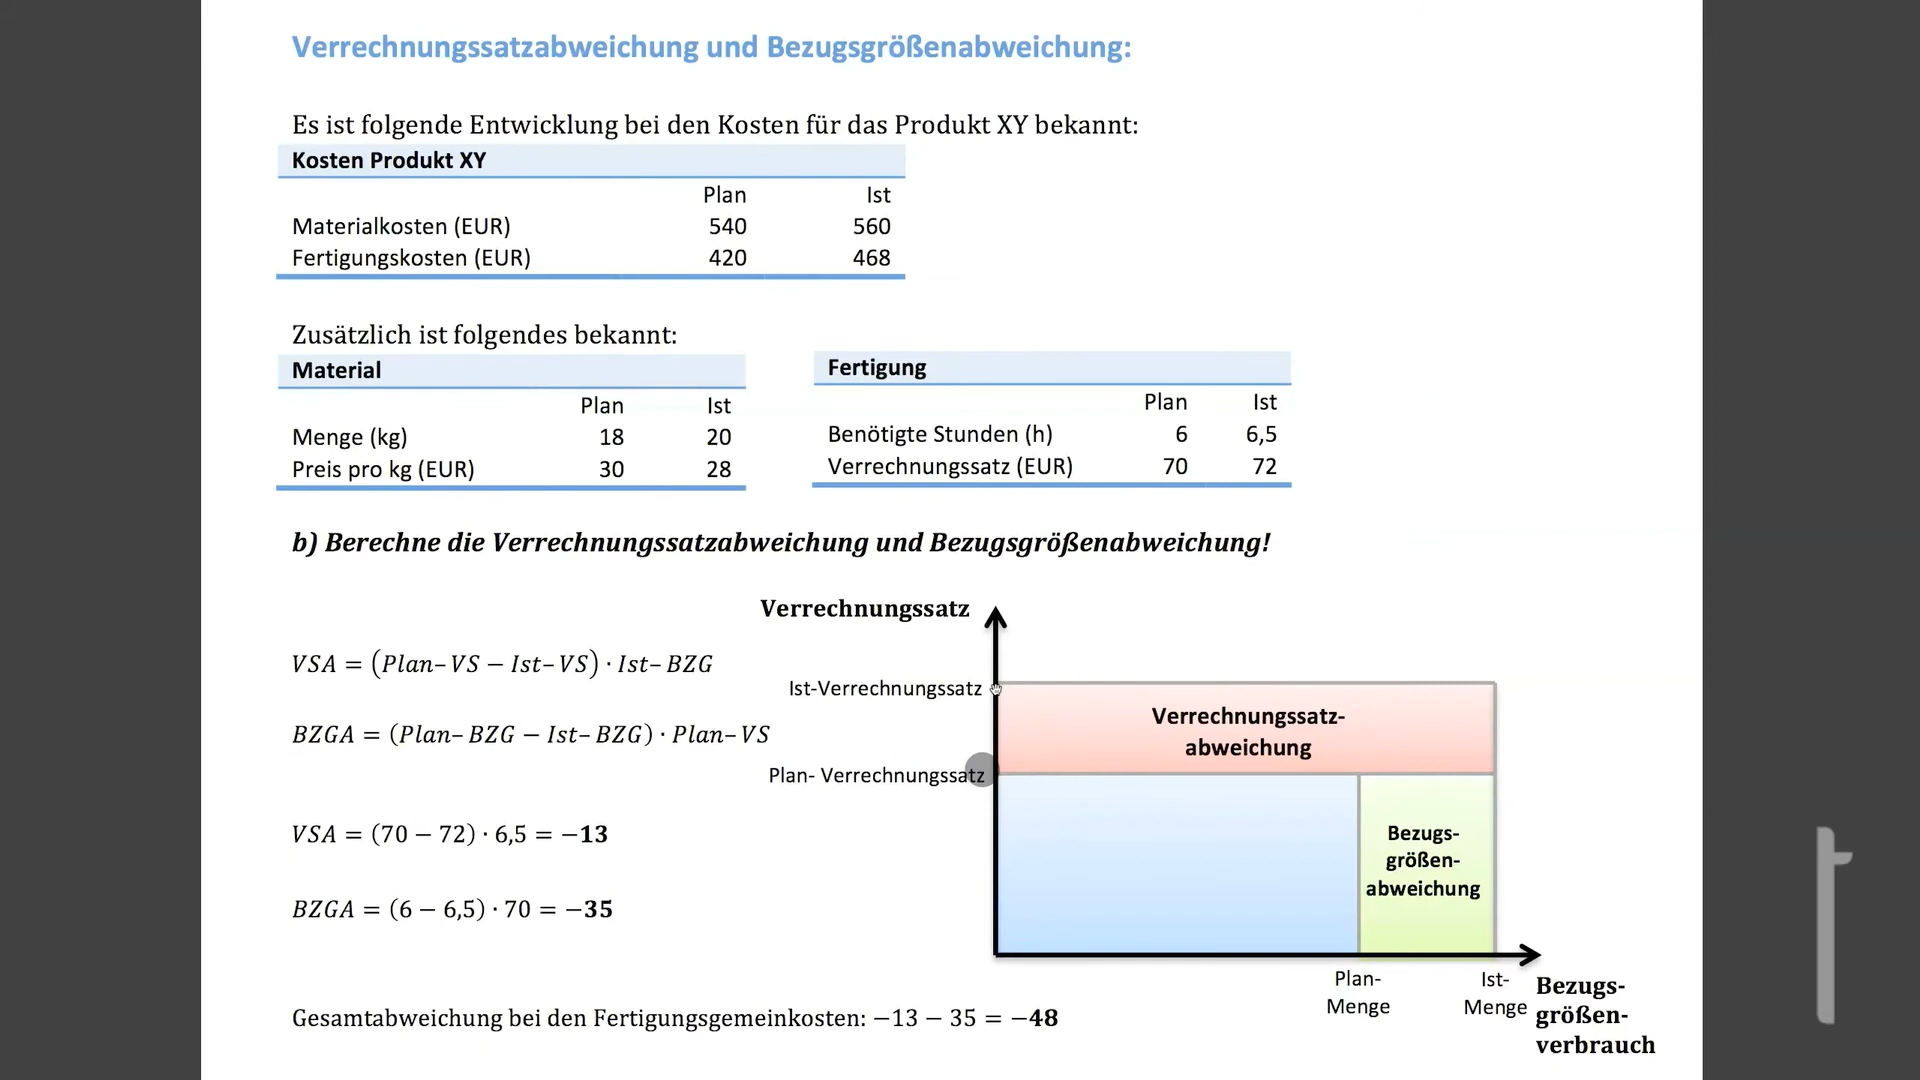 Verrechnungssatzabweichung und Bezugsgrößenabweichung:
Es ist folgende Entwicklung bei den Kosten für das Produkt XY bekannt:
Kosten Produkt XY
Plan Ist
Materialkosten (EUR) 540 560
Fertigungskosten (EUR) 420 468
Zusätzlich ist folgendes bekannt:
Material
Plan Ist
Menge (kg) 18 20
Preis pro kg (EUR) 30 28
Fertigung
Plan Ist
Benötigte Stunden (h) 6 6,5
Verrechnungssatz (EUR) 70 72
b) Berechne die Verrechnungssatzabweichung und Bezugsgrößenabweichung!
VSA = (Plan–VS − Ist–VS) · Ist–BZG
BZGA = (Plan–BZG − Ist–BZG) · Plan–VS
VSA = (70 − 72) · 6,5 = −13
BZGA = (6 − 6,5) · 70 = −35
Gesamtabweichung bei den Fertigungsgemeinkosten: −13 − 35 = −48
Verrechnungssatz
Ist-Verrechnungssatz
Plan- Verrechnungssatz
Verrechnungssatz-
abweichung
Bezugs-
größen-
abweichung
Plan-
Menge
Ist-
Menge
Bezugs-
größen-
verbrauch